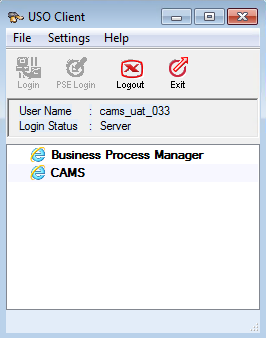 USO Client
File Settings Help
Login PSE Login Logout Exit
User Name : cams_uat_033
Login Status : Server
Business Process Manager
CAMS